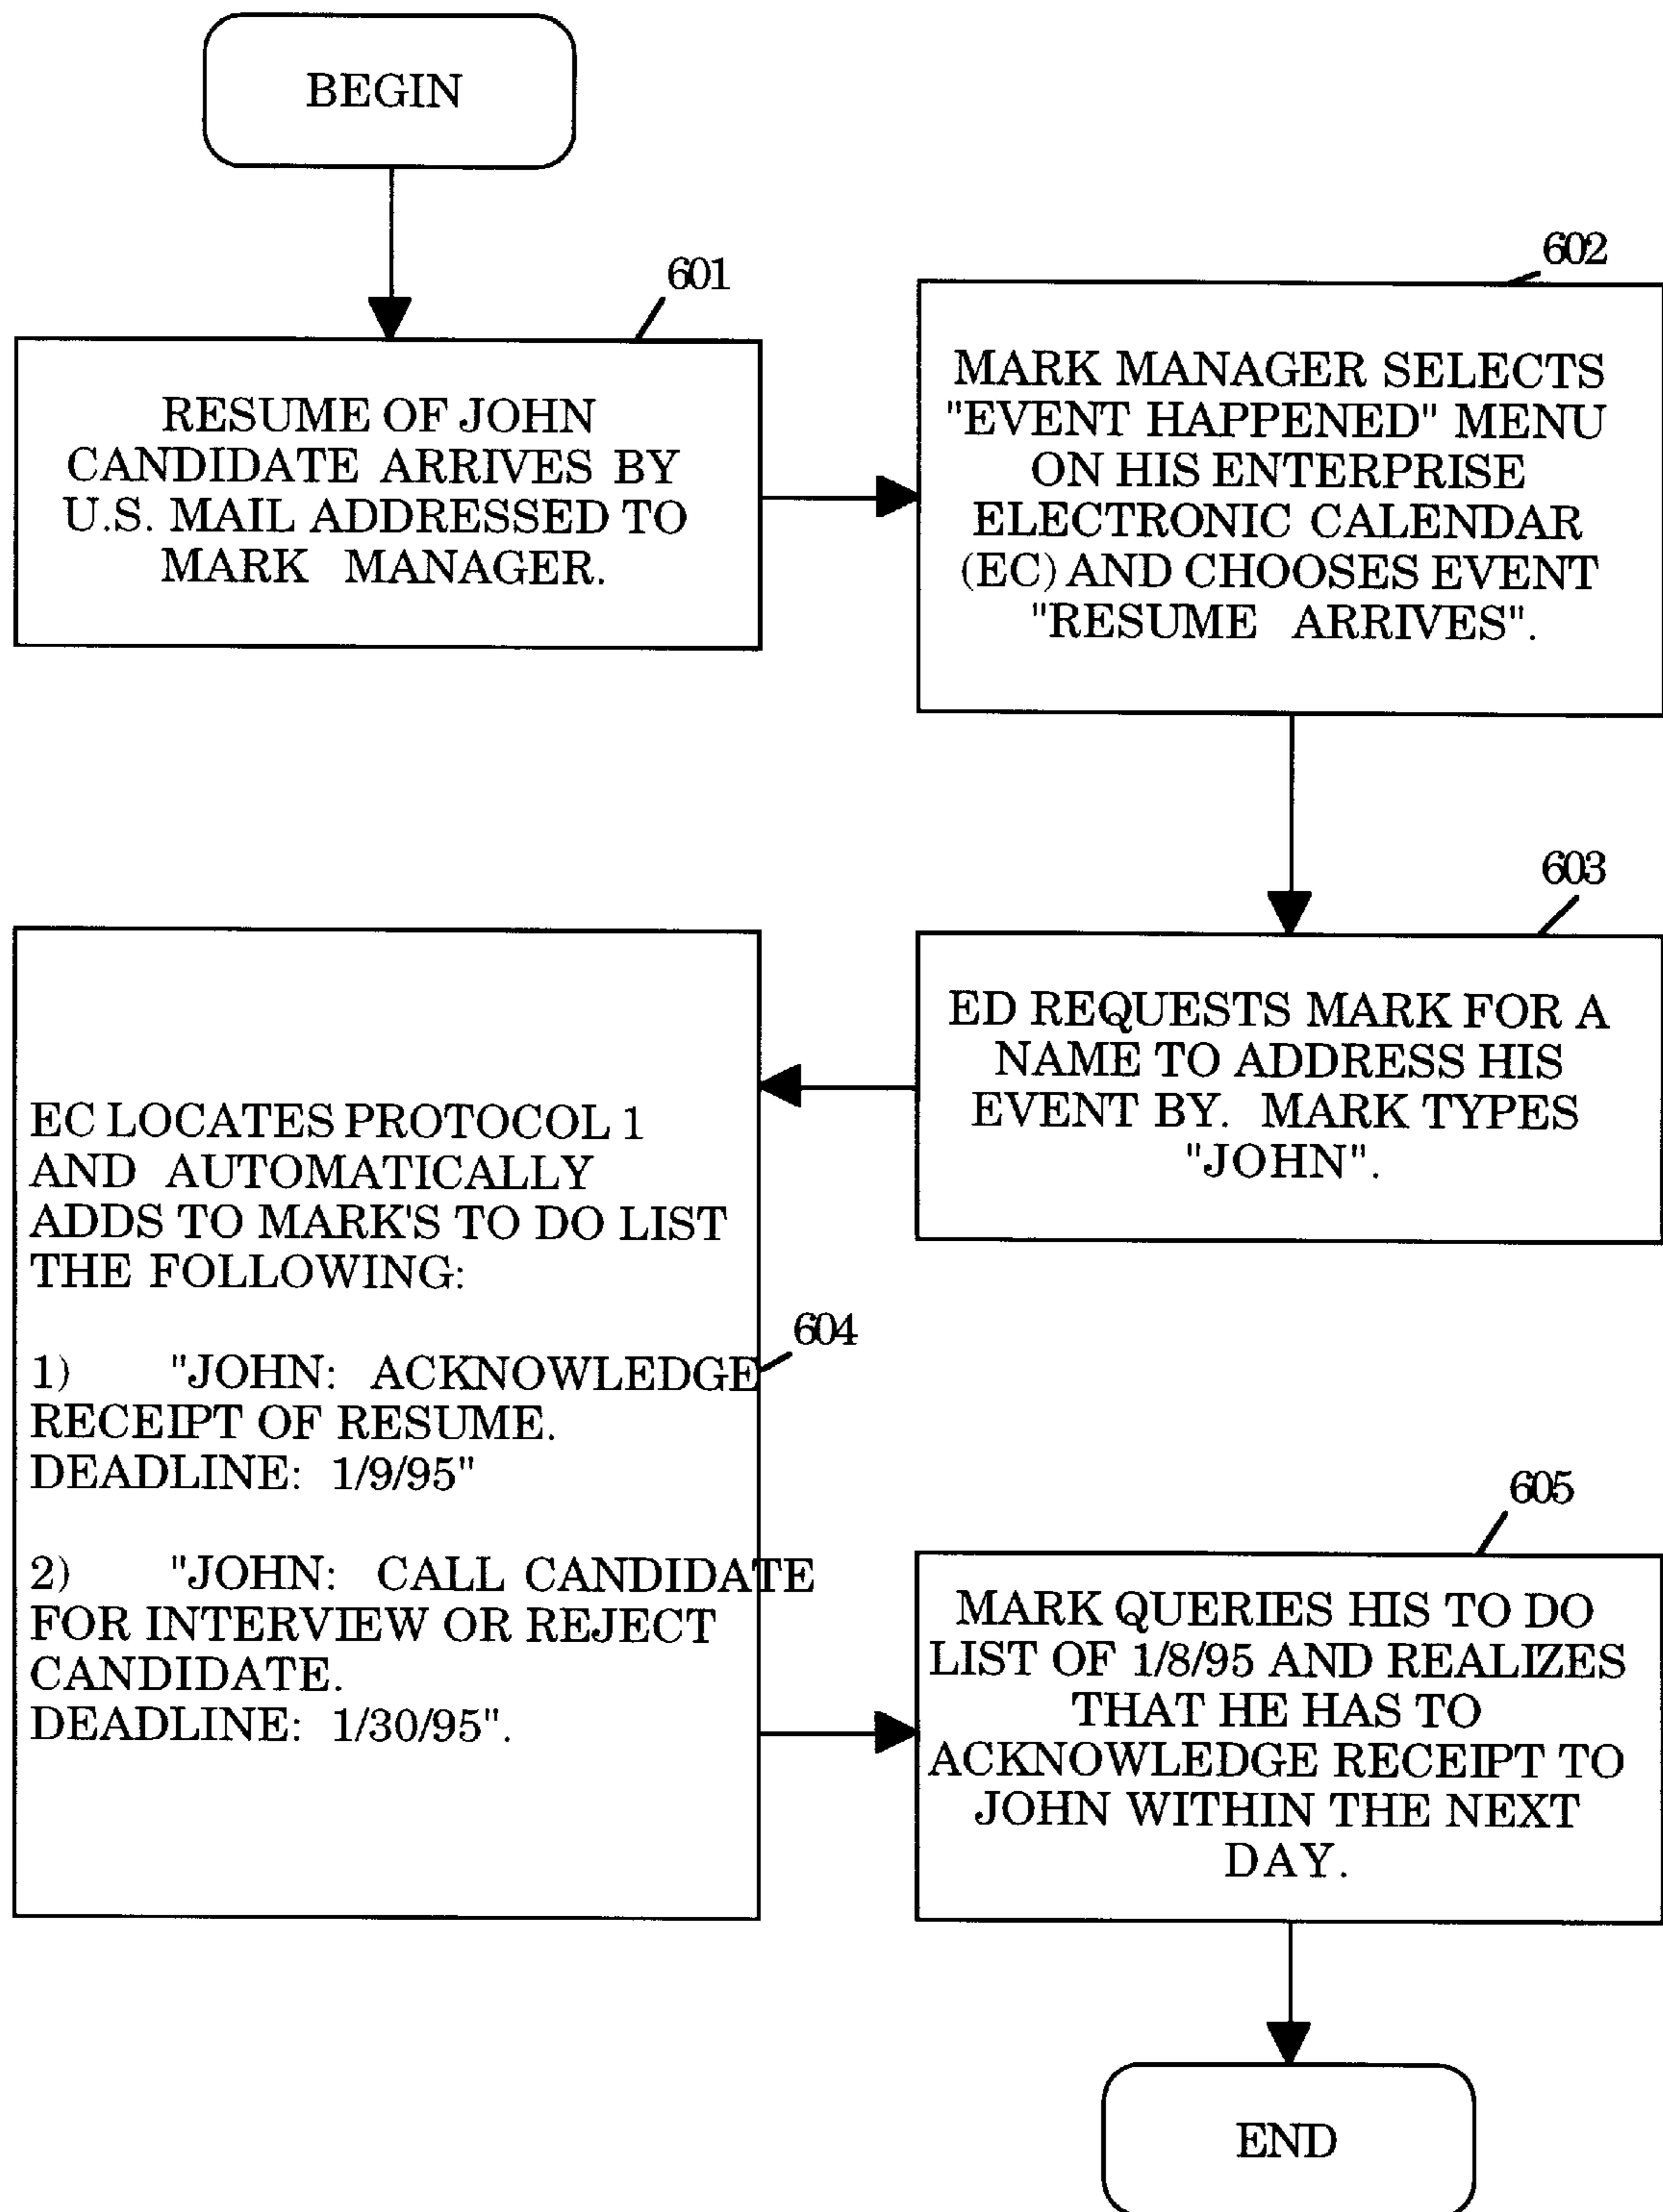 BEGIN
601
RESUME OF JOHN
CANDIDATE ARRIVES BY
U.S. MAIL ADDRESSED TO
MARK MANAGER.
602
MARK MANAGER SELECTS
"EVENT HAPPENED" MENU
ON HIS ENTERPRISE
ELECTRONIC CALENDAR
(EC) AND CHOOSES EVENT
"RESUME ARRIVES".
603
ED REQUESTS MARK FOR A
NAME TO ADDRESS HIS
EVENT BY. MARK TYPES
"JOHN".
EC LOCATES PROTOCOL 1
AND AUTOMATICALLY
ADDS TO MARK'S TO DO LIST
THE FOLLOWING:
604
1) "JOHN: ACKNOWLEDGE
RECEIPT OF RESUME.
DEADLINE: 1/9/95"
2) "JOHN: CALL CANDIDATE
FOR INTERVIEW OR REJECT
CANDIDATE.
DEADLINE: 1/30/95".
605
MARK QUERIES HIS TO DO
LIST OF 1/8/95 AND REALIZES
THAT HE HAS TO
ACKNOWLEDGE RECEIPT TO
JOHN WITHIN THE NEXT
DAY.
END